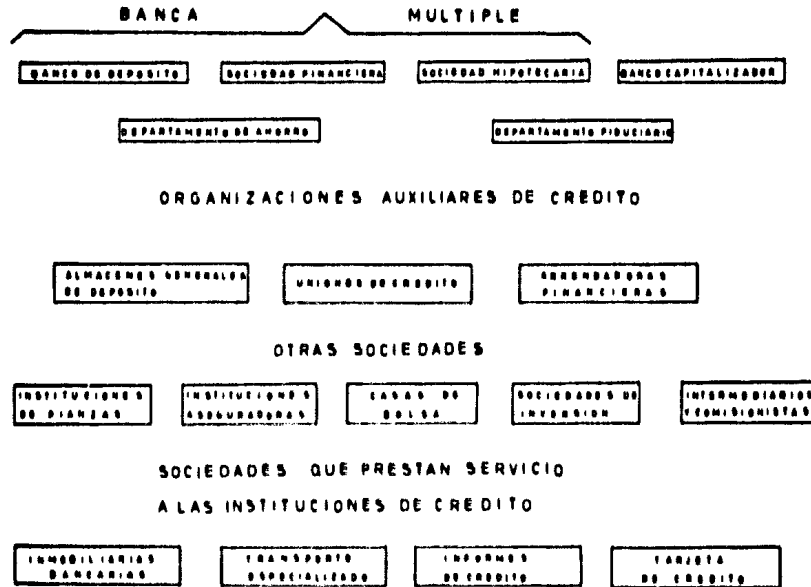 BANCA MULTIPLE
BANCO DE DEPOSITO SOCIEDAD FINANCIERA SOCIEDAD HIPOTECARIA BANCO CAPITALIZADOR
DEPARTAMENTO DE AHORRO DEPARTAMENTO FIDUCIARIO
ORGANIZACIONES AUXILIARES DE CREDITO
ALMACENES GENERALES
DE DEPOSITO
UNIONES DE CREDITO
ARRENDADORAS
FINANCIERAS
OTRAS SOCIEDADES
INSTITUCIONES
DE FIANZAS
INSTITUCIONES
ASEGURADORAS
CASAS DE
BOLSA
SOCIEDADES DE
INVERSION
INTERMEDIARIOS
Y COMISIONISTAS
SOCIEDADES QUE PRESTAN SERVICIO
A LAS INSTITUCIONES DE CREDITO
INMOBILIARIAS
BANCARIAS
TRANSPORTE
ESPECIALIZADO
INFORMES
DE CREDITO
TARJETA
DE CREDITO